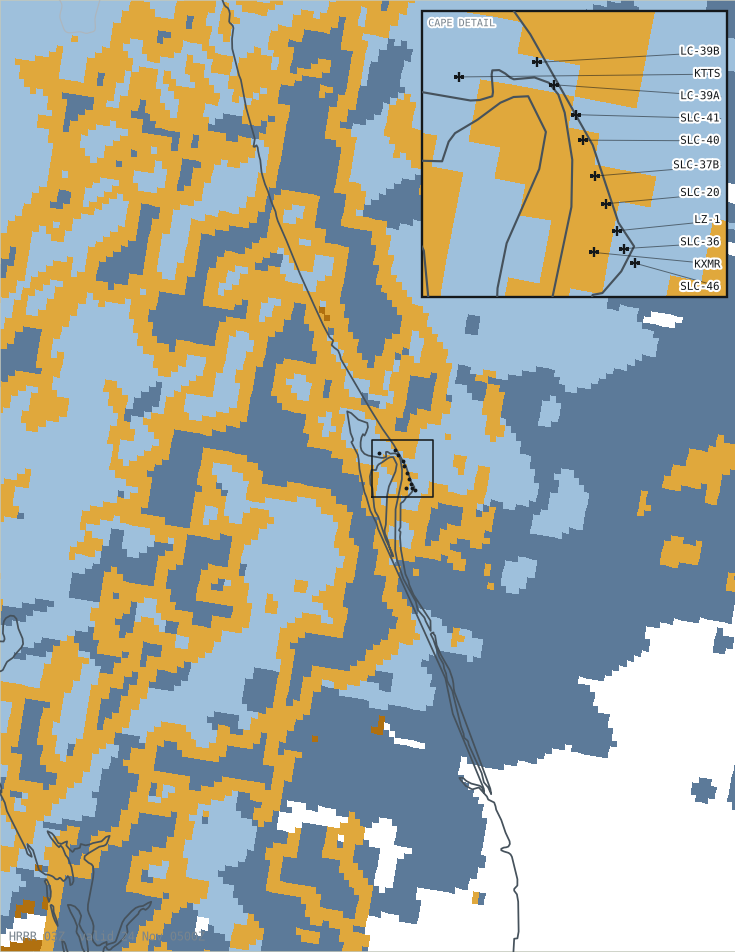 CAPE DETAIL
LC-39B
KTTS
LC-39A
SLC-41
SLC-40
SLC-37B
SLC-20
LZ-1
SLC-36
KXMR
SLC-46
HRRR